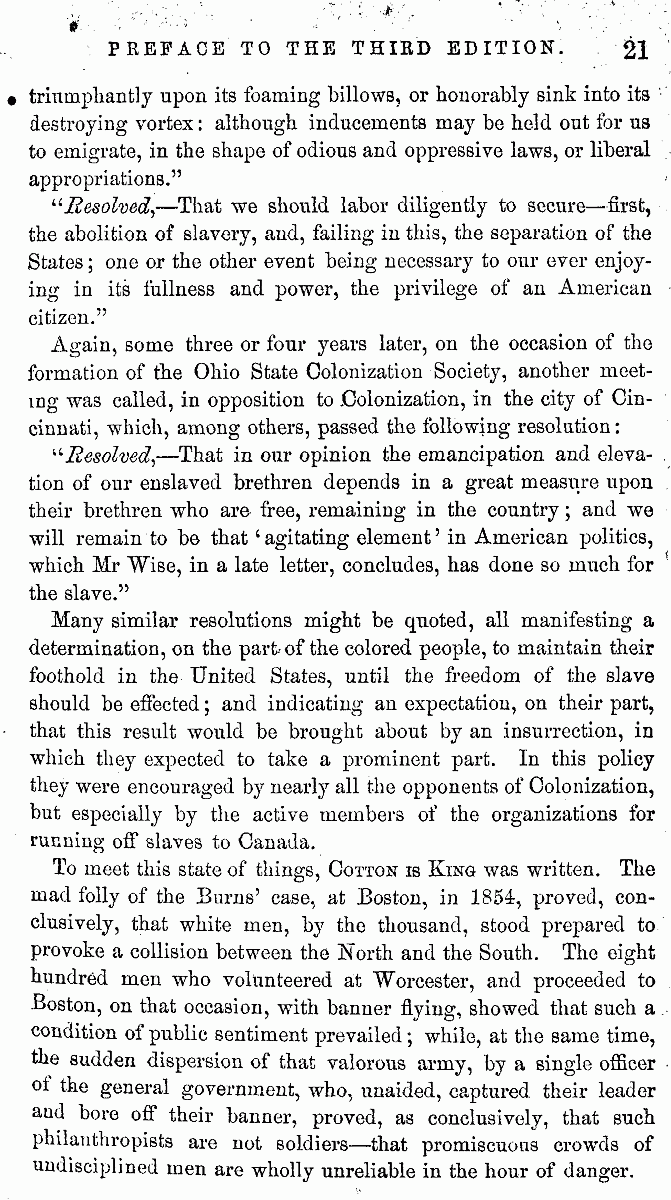 PREFACE TO THE THIRD EDITION. 21
triumphantly upon its foaming billows, or honorably sink into its
destroying vortex: although inducements may be held out for us
to emigrate, in the shape of odious and oppressive laws, or liberal
appropriations."
"Resolved,—That we should labor diligently to secure—first,
the abolition of slavery, and, failing in this, the separation of the
States; one or the other event being necessary to our ever enjoy-
ing in its fullness and power, the privilege of an American
citizen."
Again, some three or four years later, on the occasion of the
formation of the Ohio State Colonization Society, another meet-
ing was called, in opposition to Colonization, in the city of Cin-
cinnati, which, among others, passed the following resolution:
"Resolved,—That in our opinion the emancipation and eleva-
tion of our enslaved brethren depends in a great measure upon
their brethren who are free, remaining in the country; and we
will remain to be that 'agitating element' in American politics,
which Mr Wise, in a late letter, concludes, has done so much for
the slave."
Many similar resolutions might be quoted, all manifesting a
determination, on the part of the colored people, to maintain their
foothold in the United States, until the freedom of the slave
should be effected; and indicating an expectation, on their part,
that this result would be brought about by an insurrection, in
which they expected to take a prominent part. In this policy
they were encouraged by nearly all the opponents of Colonization,
but especially by the active members of the organizations for
running off slaves to Canada.
To meet this state of things, COTTON IS KING was written. The
mad folly of the Burns' case, at Boston, in 1854, proved, con-
clusively, that white men, by the thousand, stood prepared to
provoke a collision between the North and the South. The eight
hundred men who volunteered at Worcester, and proceeded to
Boston, on that occasion, with banner flying, showed that such a
condition of public sentiment prevailed; while, at the same time,
the sudden dispersion of that valorous army, by a single officer
of the general government, who, unaided, captured their leader
and bore off their banner, proved, as conclusively, that such
philanthropists are not soldiers—that promiscuous crowds of
undisciplined men are wholly unreliable in the hour of danger.